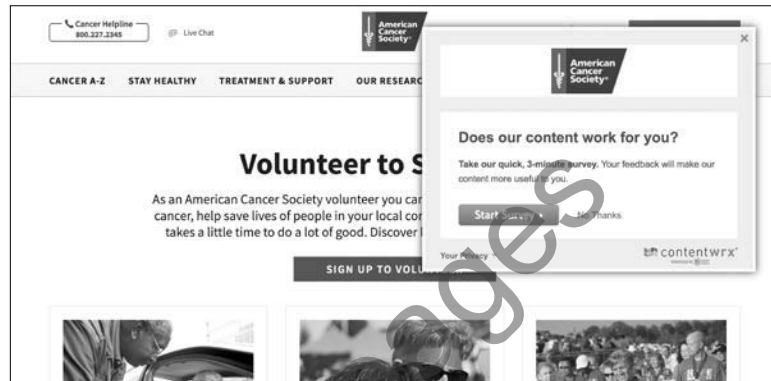 Cancer Helpline
800.227.2345
Live Chat
American
Cancer
Society
CANCER A-Z STAY HEALTHY TREATMENT & SUPPORT OUR RESEARC
American
Cancer
Society®
Does our content work for you?
Take our quick, 3-minute survey. Your feedback will make our
content more useful to you.
Start Survey No Thanks
Your Privacy
contentwrx
Volunteer to S
As an American Cancer Society volunteer you can
cancer, help save lives of people in your local
takes a little time to do a lot of good. Discover
SIGN UP TO VOLUN
ages